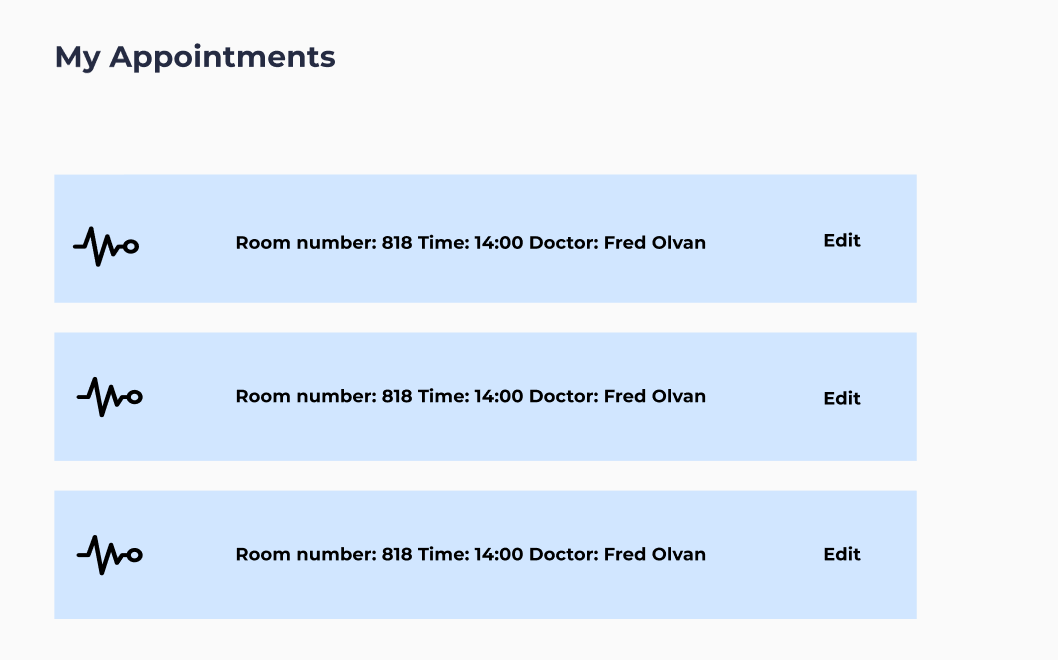 My Appointments
Room number: 818 Time: 14:00 Doctor: Fred Olvan
Edit
Room number: 818 Time: 14:00 Doctor: Fred Olvan
Edit
Room number: 818 Time: 14:00 Doctor: Fred Olvan
Edit